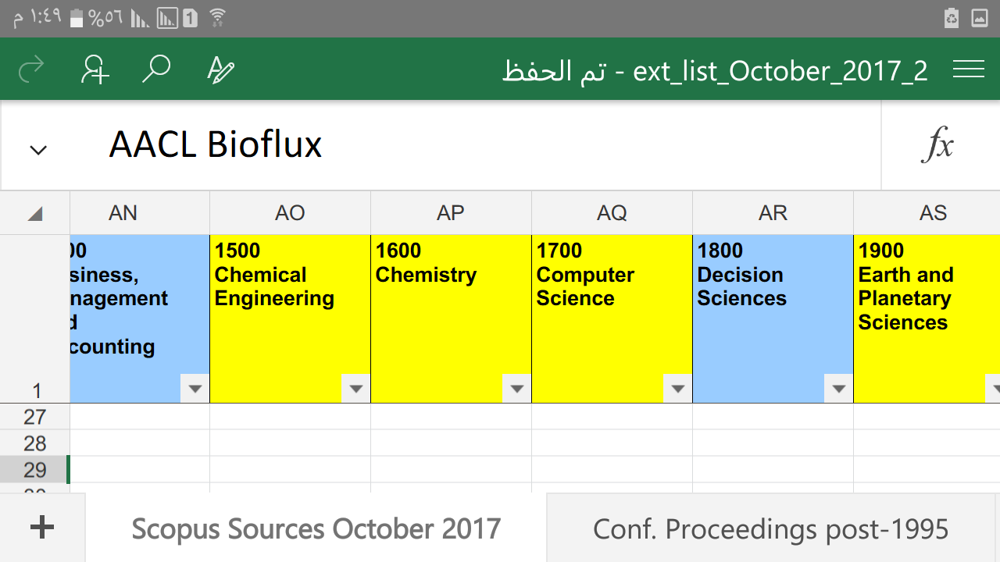 م ١:٤٩ %٥٦ 1
ext_list_October_2017_2 - تم الحفظ
AACL Bioflux fx
AN AO AP AQ AR AS
00
siness,
nagement
d
counting
1500
Chemical
Engineering
1600
Chemistry
1700
Computer
Science
1800
Decision
Sciences
1900
Earth and
Planetary
Sciences
1
27
28
29
+ Scopus Sources October 2017 Conf. Proceedings post-1995